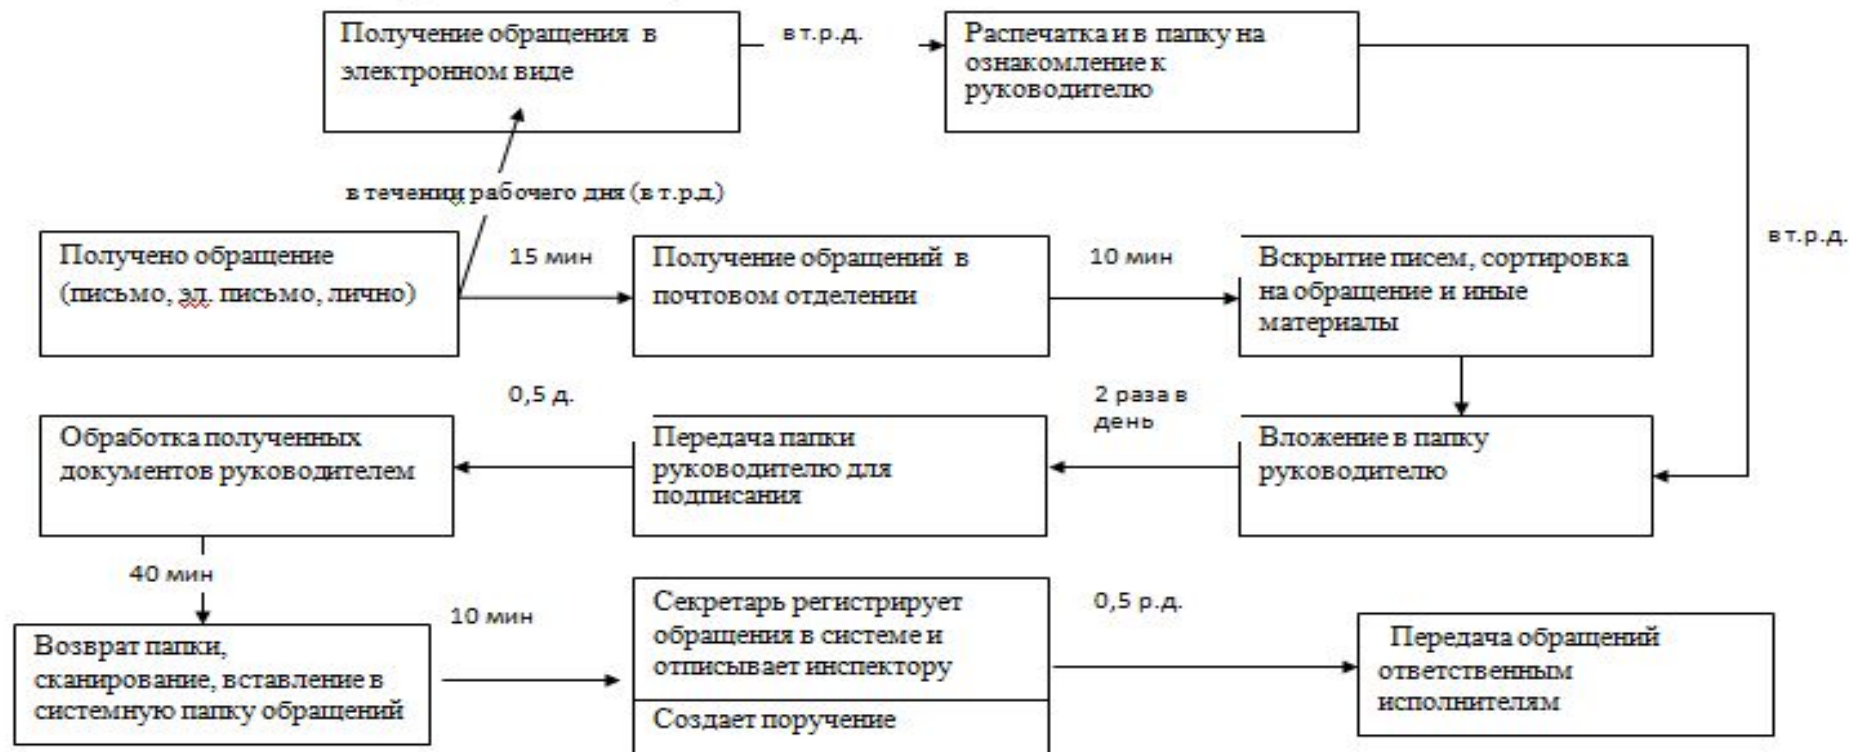 Получение обращения в
электронном виде
в т.р.д.
Распечатка и в папку на
ознакомление к
руководителю
в течении рабочего дня (в т.р.д.)
в т.р.д.
Получено обращение
(письмо, эл. письмо, лично)
15 мин
Получение обращений в
почтовом отделении
10 мин
Вскрытие писем, сортировка
на обращение и иные
материалы
Обработка полученных
документов руководителем
0,5 д.
Передача папки
руководителю для
подписания
2 раза в
день
Вложение в папку
руководителю
40 мин
Возврат папки,
сканирование, вставление в
системную папку обращений
10 мин
Секретарь регистрирует
обращения в системе и
отписывает инспектору
Создает поручение
0,5 р.д.
Передача обращений
ответственным
исполнителям